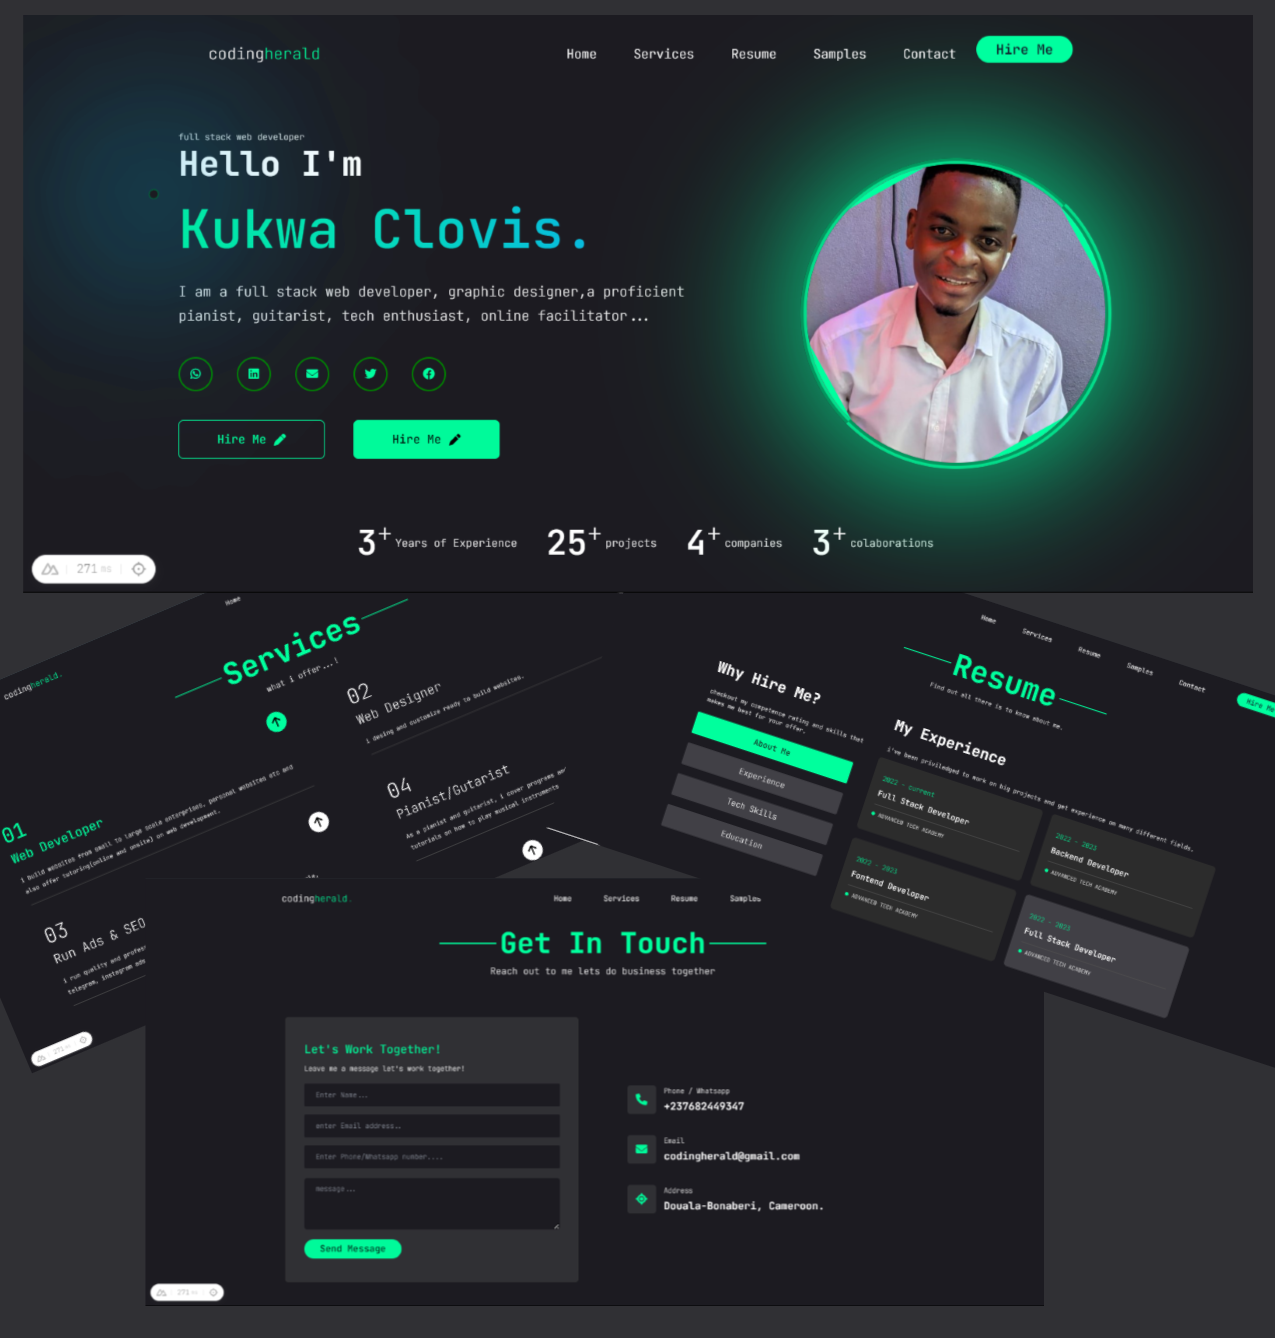 codingherald
Home Services Resume Samples Contact Hire Me
full stack web developer
Hello I'm
Kukwa Clovis.
I am a full stack web developer, graphic designer,a proficient
pianist, guitarist, tech enthusiast, online facilitator...
Hire Me Hire Me
3+ Years of Experience 25+ projects 4+ companies 3+ colaborations
271 ms
Home
codingherald.
Services
what i offer...!
01
Web Developer
i build websites from small to large scale enterprises, personal websites etc and
also offer tutoring(online and onsite) on web development.
02
Web Designer
i desing and customize ready to build websites.
03
Run Ads & SEO
i run quality and profes
telegram, instagram ads
04
Pianist/Gutarist
As a pianist and guitarist, i cover programs
tutorials on how to play musical instruments
271
Home Services Resume Samples Contact Hire Me
Resume
Find out all there is to know about me.
Why Hire Me?
checkout my competence rating and skills that
makes me best for your offer.
About Me
Experience
Tech Skills
Education
My Experience
i've been priviledged to work on big projects and get experience on many different fields.
2022 - current
Full Stack Developer
ADVANCED TECH ACADEMY
2022 - 2023
Backend Developer
ADVANCED TECH ACADEMY
2022 - 2023
Fontend Developer
ADVANCED TECH ACADEMY
2022 - 2023
Full Stack Developer
ADVANCED TECH ACADEMY
codingherald.
Home Services Resume Samples
Get In Touch
Reach out to me lets do business together
Let's Work Together!
Leave me a message let's work together!
Enter Name...
enter Email address..
Enter Phone/Whatsapp number....
message...
Send Message
Phone / Whatsapp
+237682449347
Email
codingherald@gmail.com
Address
Douala-Bonaberi, Cameroon.
271 ms